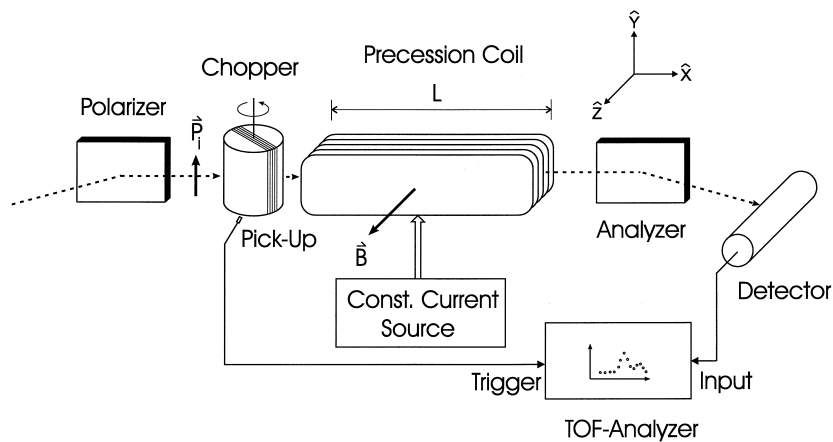 Precession Coil
Chopper
L
Ŷ
X̂
Ẑ
Polarizer
P⃗i
Pick-Up
B⃗
Analyzer
Detector
Const. Current
Source
Trigger
Input
TOF-Analyzer